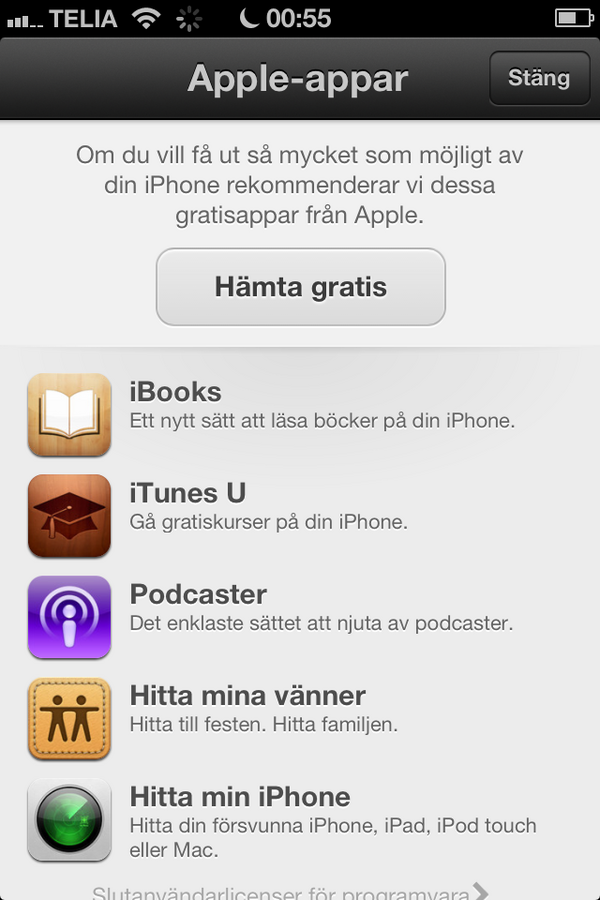 TELIA 00:55
Apple-appar
Stäng
Om du vill få ut så mycket som möjligt av
din iPhone rekommenderar vi dessa
gratisappar från Apple.
Hämta gratis
iBooks
Ett nytt sätt att läsa böcker på din iPhone.
iTunes U
Gå gratiskurser på din iPhone.
Podcaster
Det enklaste sättet att njuta av podcaster.
Hitta mina vänner
Hitta till festen. Hitta familjen.
Hitta min iPhone
Hitta din försvunna iPhone, iPad, iPod touch
eller Mac.
Slutanvändarlicenser för programvara